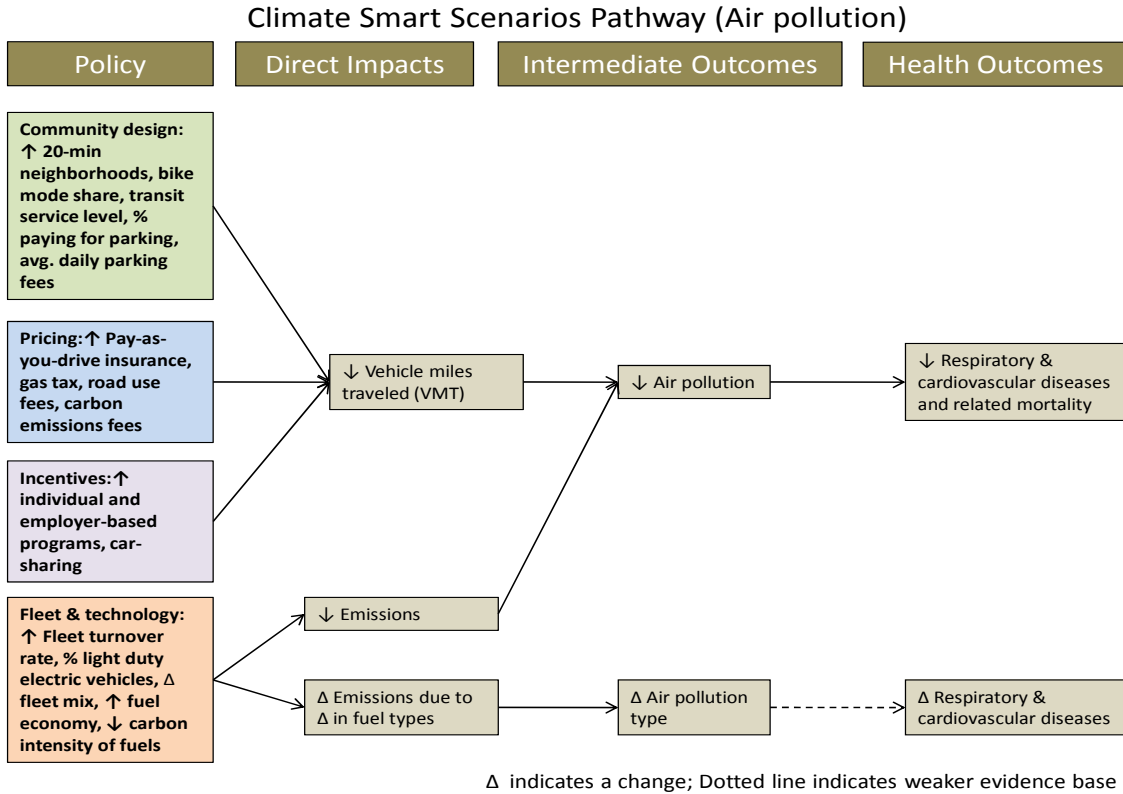 Climate Smart Scenarios Pathway (Air pollution)
Policy
Direct Impacts
Intermediate Outcomes
Health Outcomes
Community design:
↑ 20-min
neighborhoods, bike
mode share, transit
service level, %
paying for parking,
avg. daily parking
fees
Pricing:↑ Pay-as-
you-drive insurance,
gas tax, road use
fees, carbon
emissions fees
Incentives:↑
individual and
employer-based
programs, car-
sharing
Fleet & technology:
↑ Fleet turnover
rate, % light duty
electric vehicles, Δ
fleet mix, ↑ fuel
economy, ↓ carbon
intensity of fuels
↓ Vehicle miles
traveled (VMT)
↓ Air pollution
↓ Respiratory &
cardiovascular diseases
and related mortality
↓ Emissions
Δ Emissions due to
Δ in fuel types
Δ Air pollution
type
Δ Respiratory &
cardiovascular diseases
Δ indicates a change; Dotted line indicates weaker evidence base